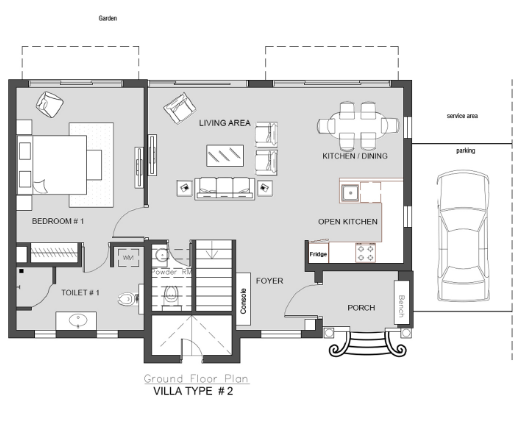 Garden
service area
LIVING AREA
parking
KITCHEN / DINING
BEDROOM # 1
OPEN KITCHEN
Fridge
WM
Powder RM
FOYER
TOILET # 1
Console
PORCH
Bench
Ground Floor Plan
VILLA TYPE # 2